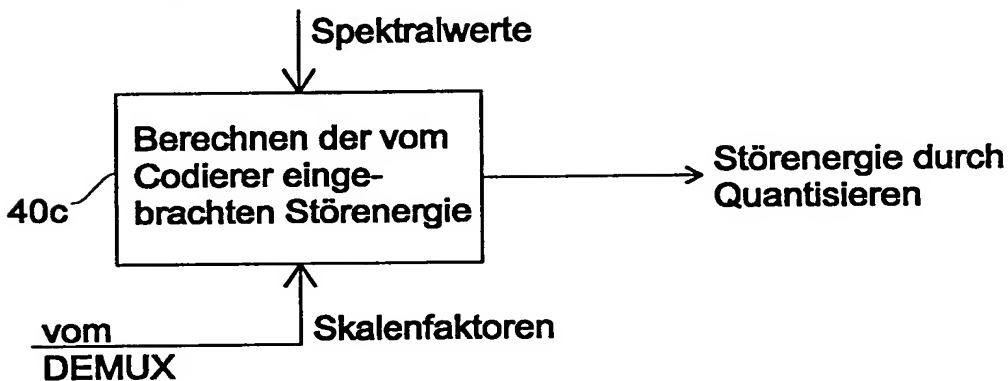 Spektralwerte
Berechnen der vom
Codierer einge-
brachten Störenergie
40c
Störenergie durch
Quantisieren
vom
DEMUX
Skalenfaktoren